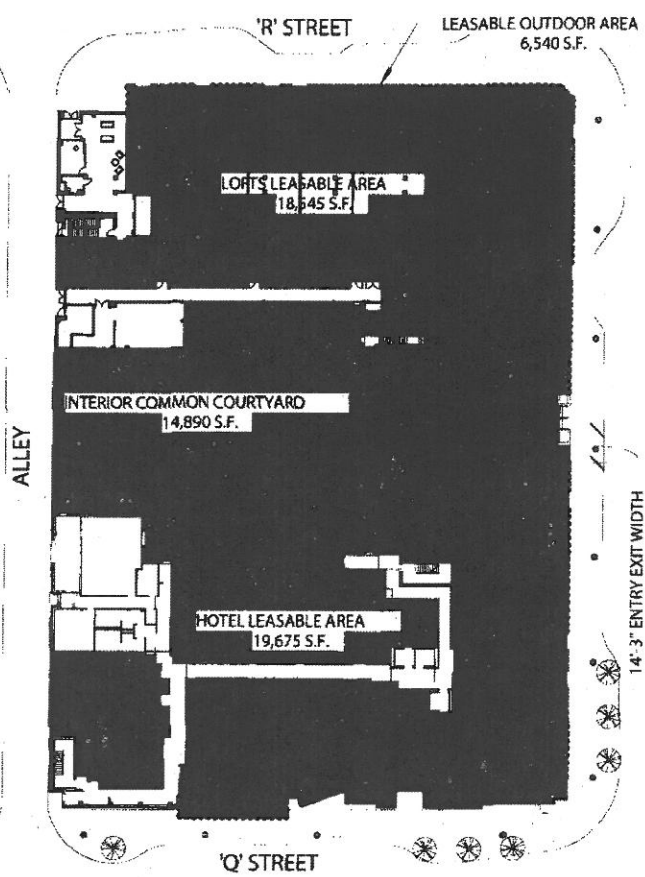 'R' STREET
LEASABLE OUTDOOR AREA
6,540 S.F.
LOFTS LEASABLE AREA
18,545 S.F.
INTERIOR COMMON COURTYARD
14,890 S.F.
ALLEY
14'-3" ENTRY EXIT WIDTH
HOTEL LEASABLE AREA
19,675 S.F.
'Q' STREET